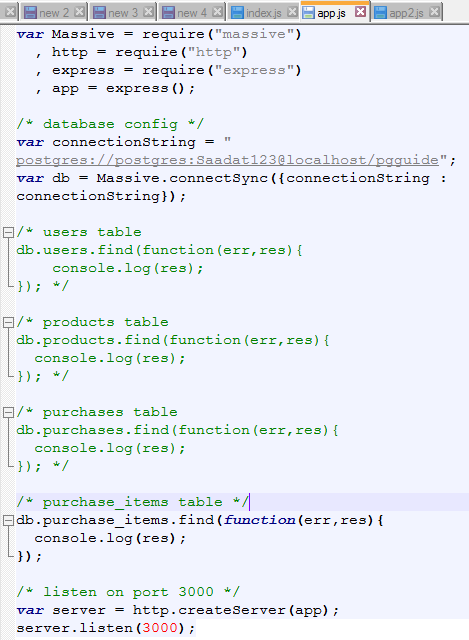 new 2 new 3 new 4 index.js app.js app2.js
var Massive = require("massive")
  , http = require("http")
  , express = require("express")
  , app = express();

/* database config */
var connectionString = "
postgres://postgres:Saadat123@localhost/pgguide";
var db = Massive.connectSync({connectionString :
connectionString});

/* users table
db.users.find(function(err,res){
    console.log(res);
}); */

/* products table
db.products.find(function(err,res){
  console.log(res);
}); */

/* purchases table
db.purchases.find(function(err,res){
  console.log(res);
}); */

/* purchase_items table */
db.purchase_items.find(function(err,res){
  console.log(res);
});

/* listen on port 3000 */
var server = http.createServer(app);
server.listen(3000);